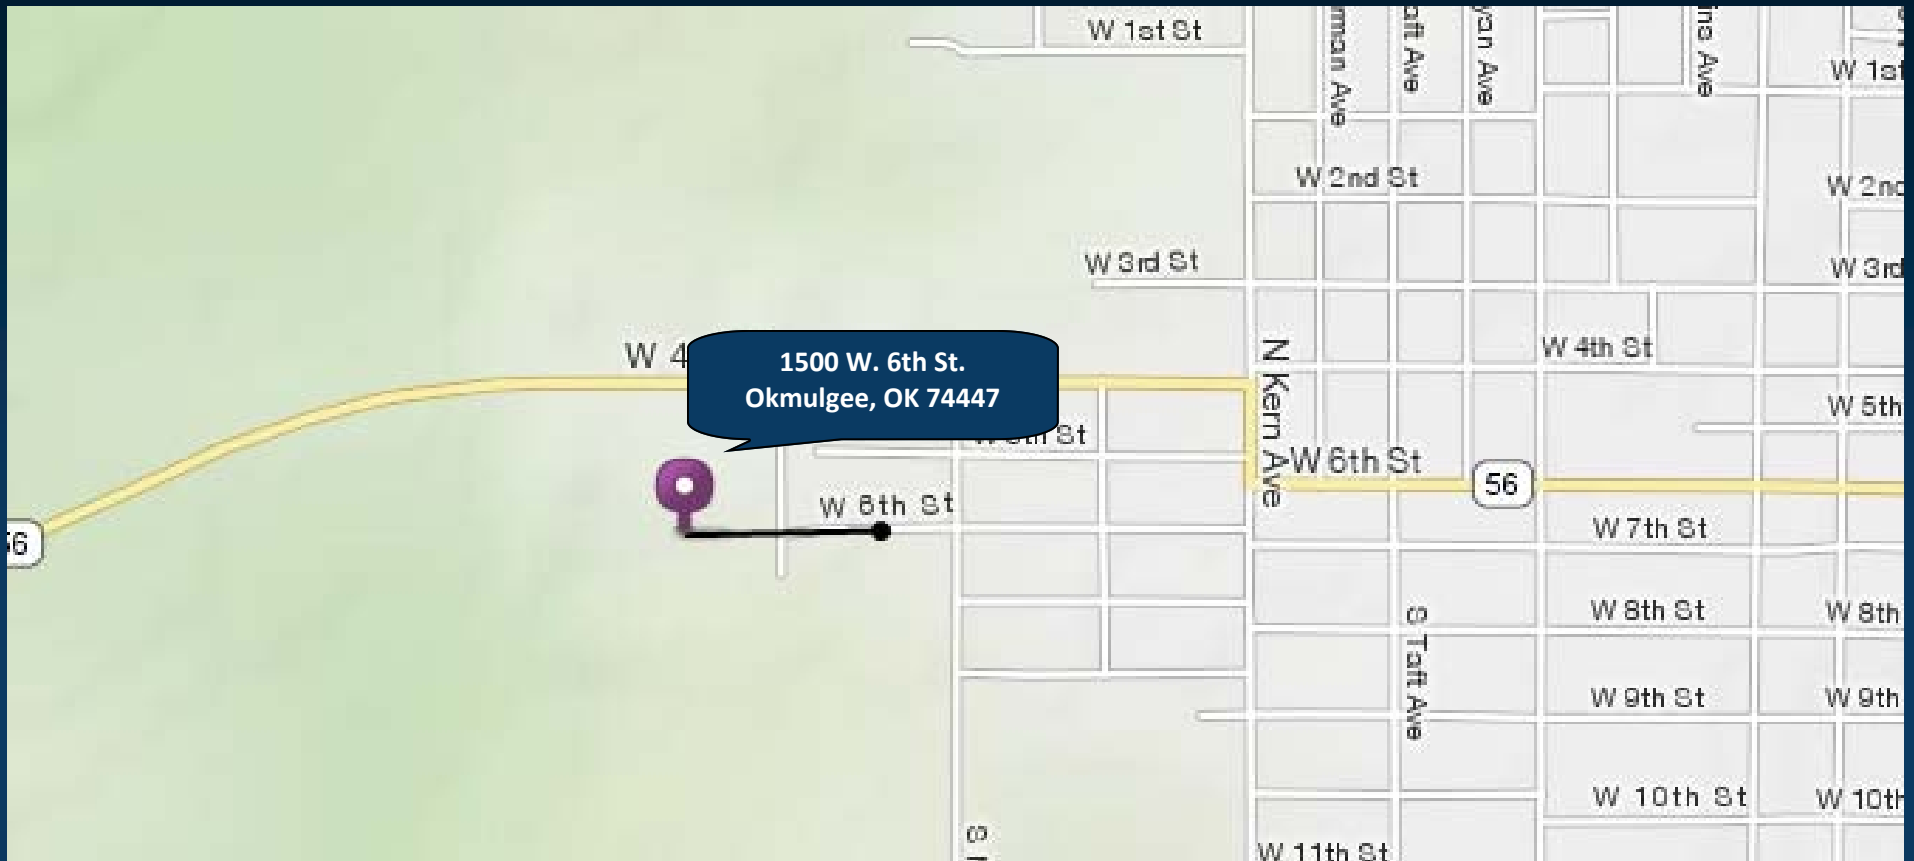 W 1st St
W 1st
W 2nd St
W 2nd
W 3rd St
W 3rd
W 4
1500 W. 6th St.
Okmulgee, OK 74447
W 4th St
N Kern Ave
W 5th
St
W 6th St
56
W 6th St
W 7th St
W 8th St
W 8th
S Taft Ave
W 9th St
W 9th
W 10th St
W 10th
S
W 11th St
Ave
Ave
Ave
Ave